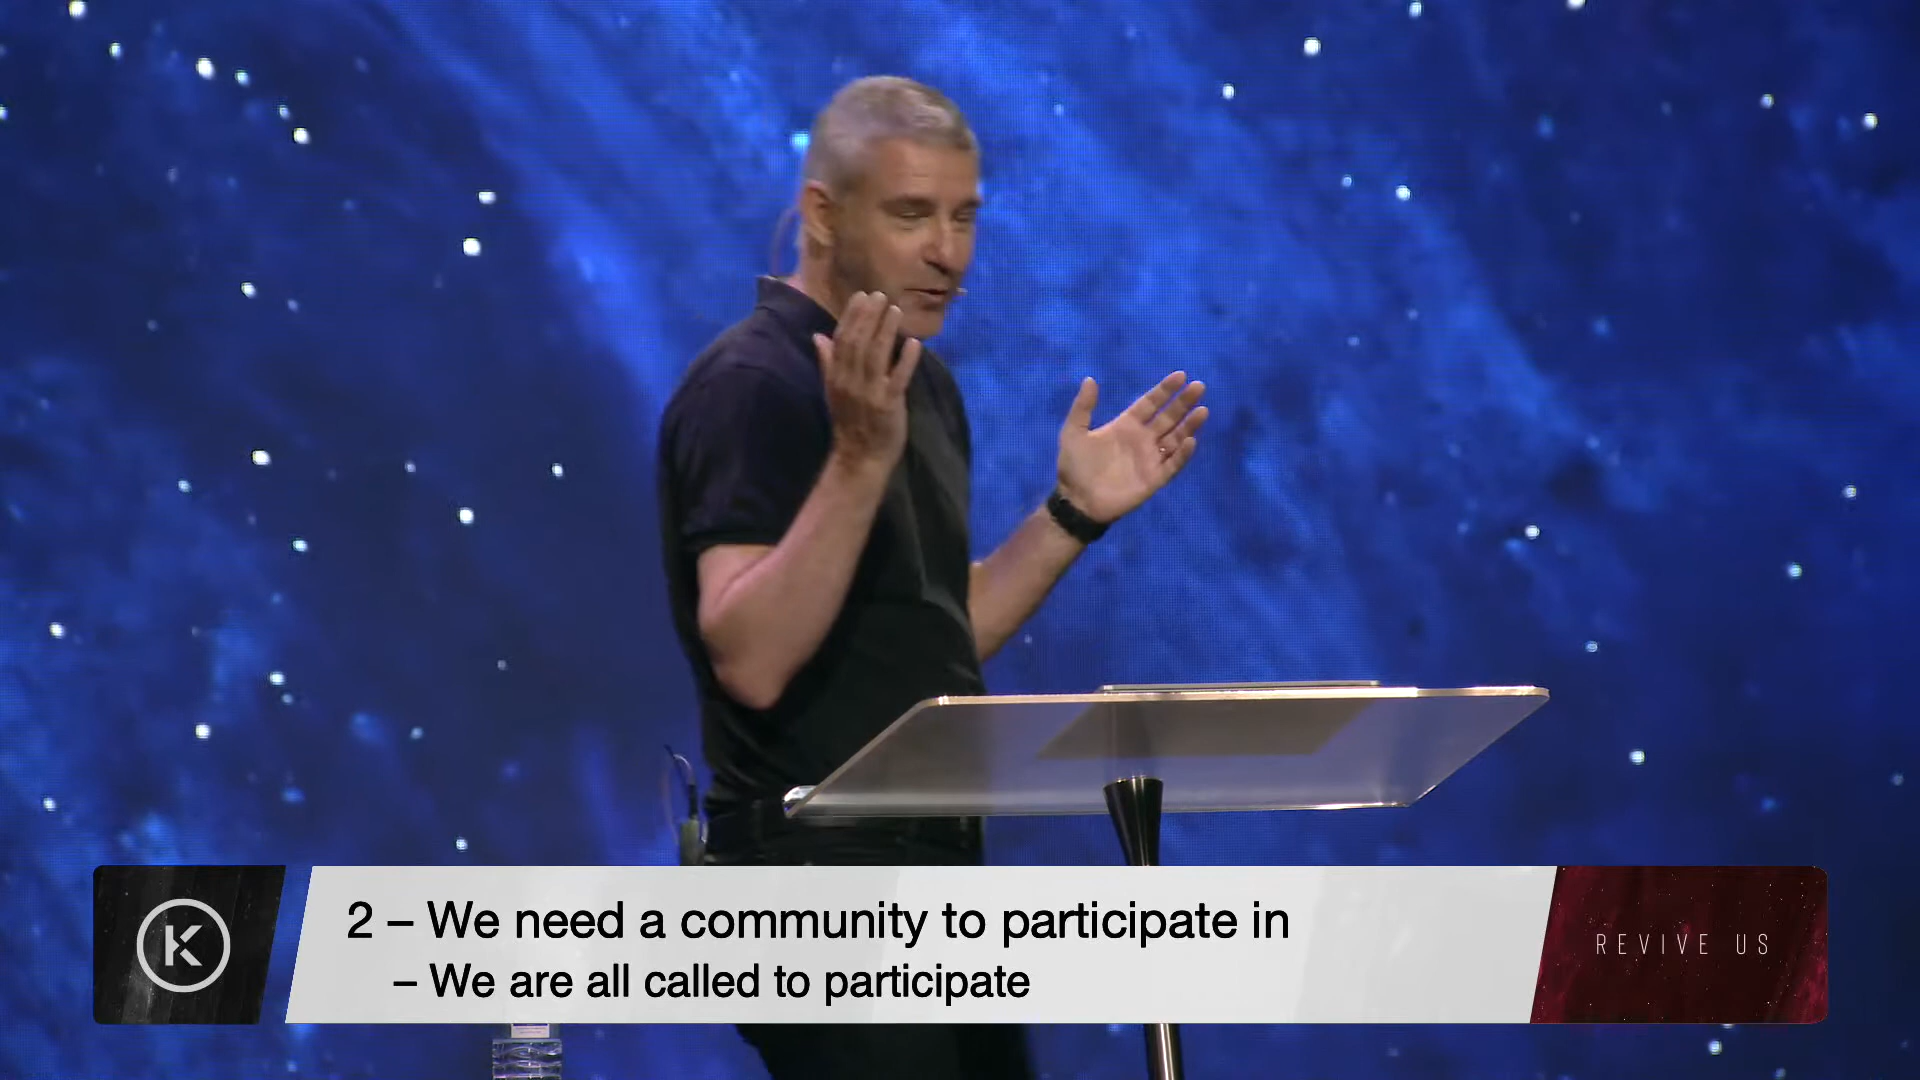 K
2 – We need a community to participate in
– We are all called to participate
REVIVE US